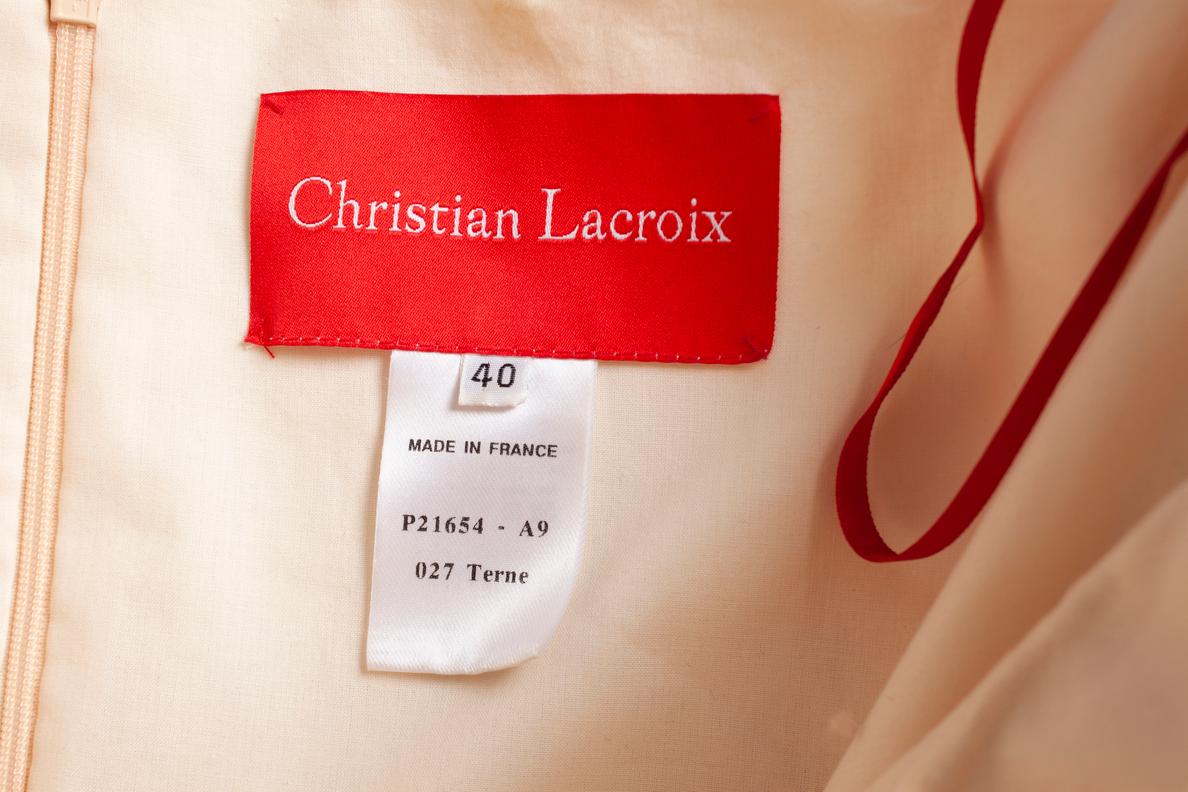 Christian Lacroix
40
MADE IN FRANCE
P21654 - A9
027 Terne